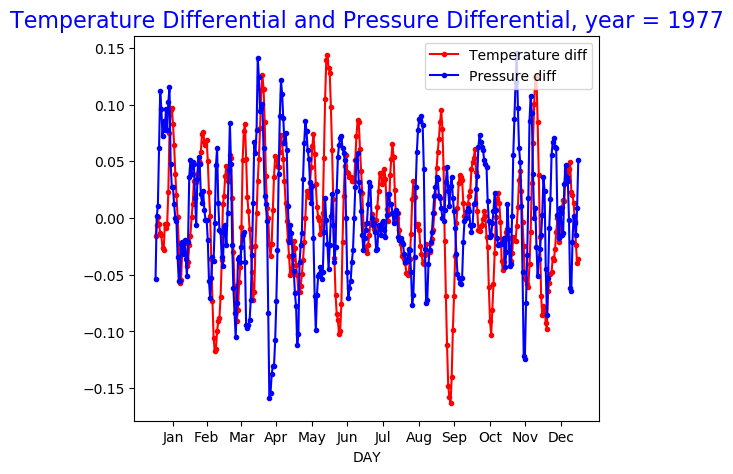 Temperature Differential and Pressure Differential, year = 1977
Temperature diff
Pressure diff
0.15
0.10
0.05
0.00
−0.05
−0.10
−0.15
Jan Feb Mar Apr May Jun Jul Aug Sep Oct Nov Dec
DAY